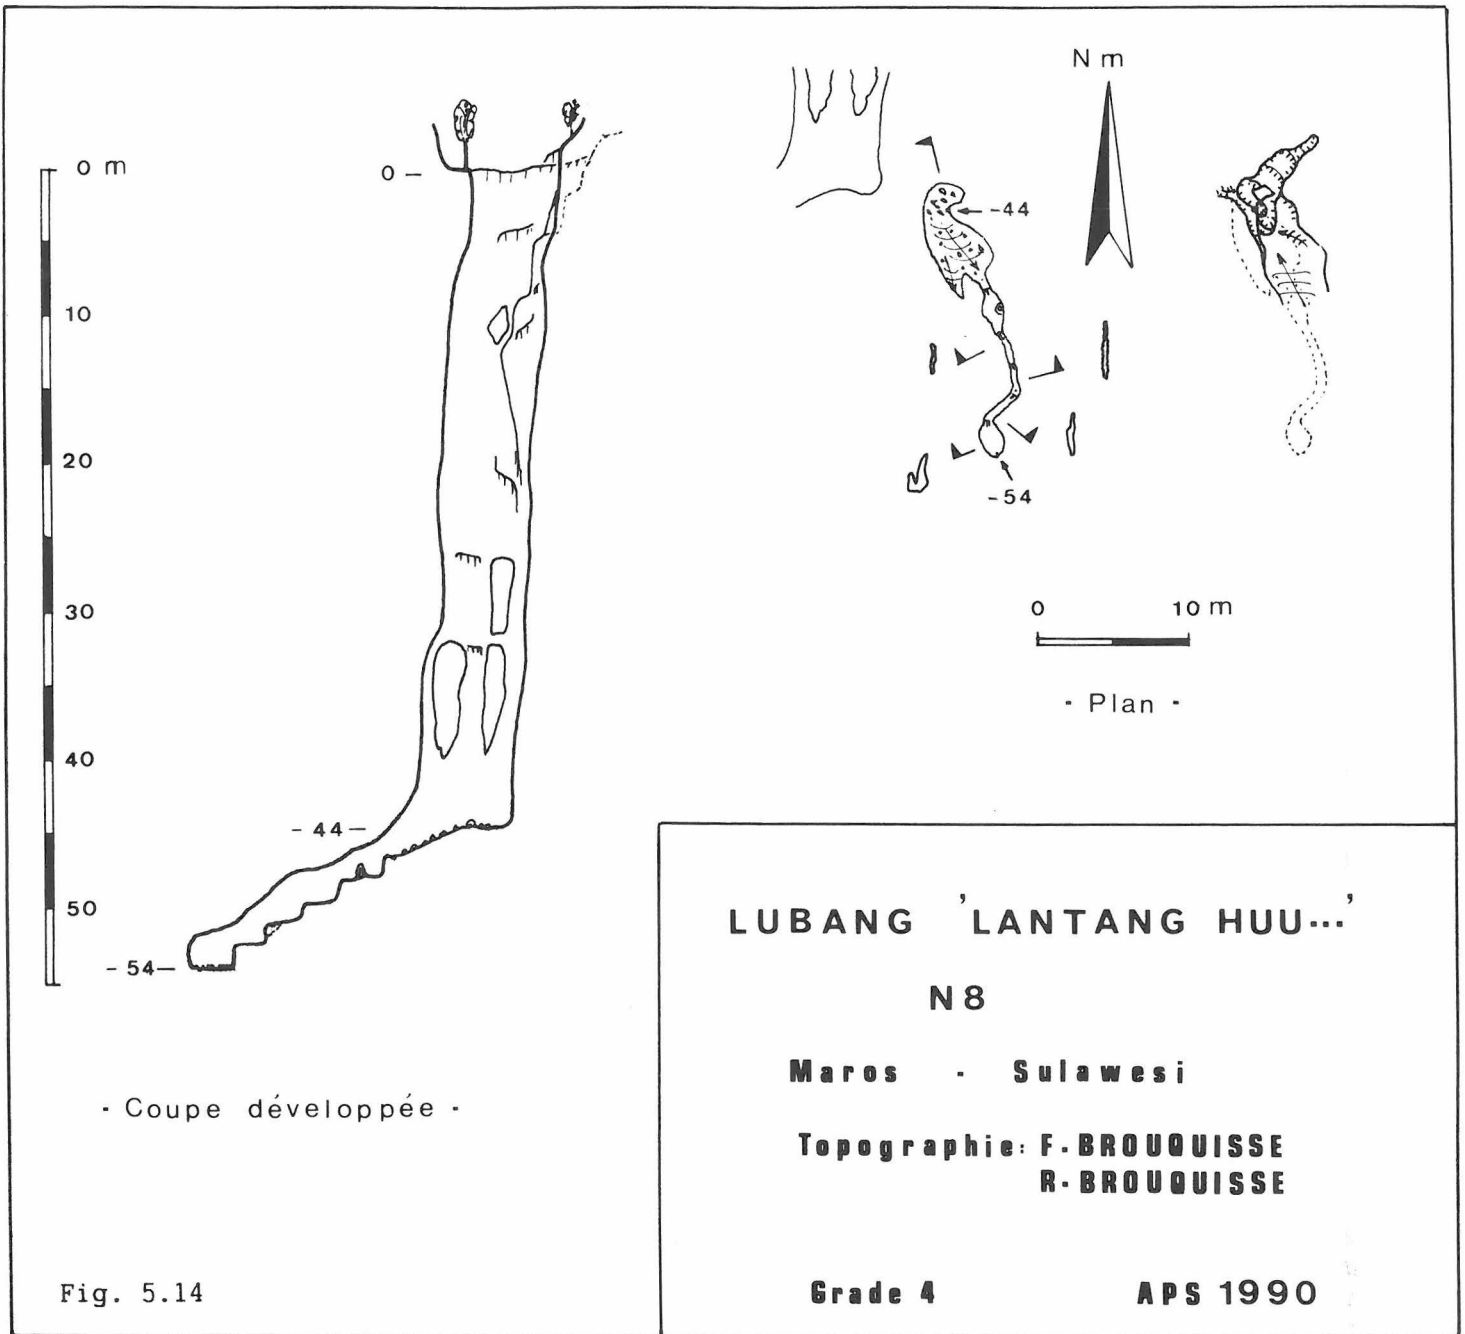 0 m
10
20
30
40
50
0 –
- 44 –
- 54 –
- Coupe développée -
Fig. 5.14
N m
-44
-54
0 10 m
- Plan -
LUBANG 'LANTANG HUU...'
N8
Maros - Sulawesi
Topographie: F. BROUQUISSE
R. BROUQUISSE
Grade 4 APS 1990